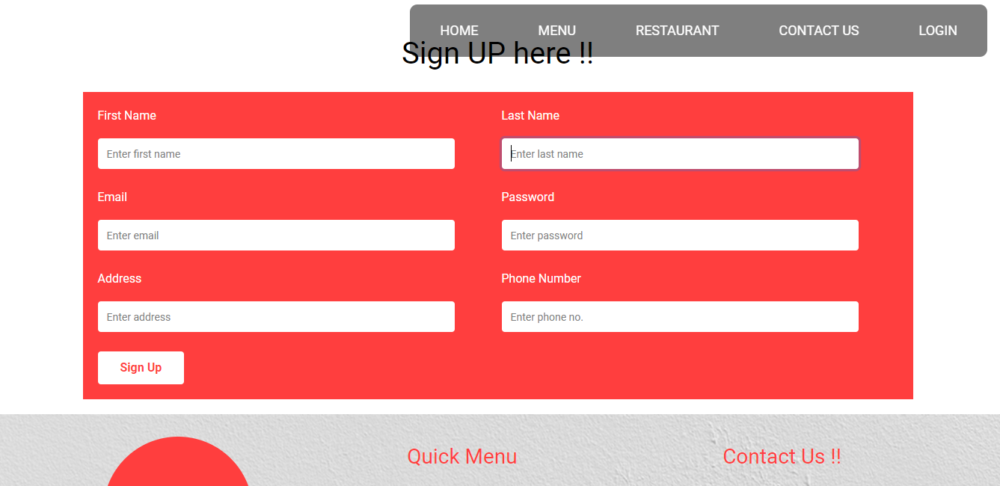 HOME MENU RESTAURANT CONTACT US LOGIN
Sign UP here !!
First Name Last Name
Enter first name Enter last name
Email Password
Enter email Enter password
Address Phone Number
Enter address Enter phone no.
Sign Up
Quick Menu Contact Us !!